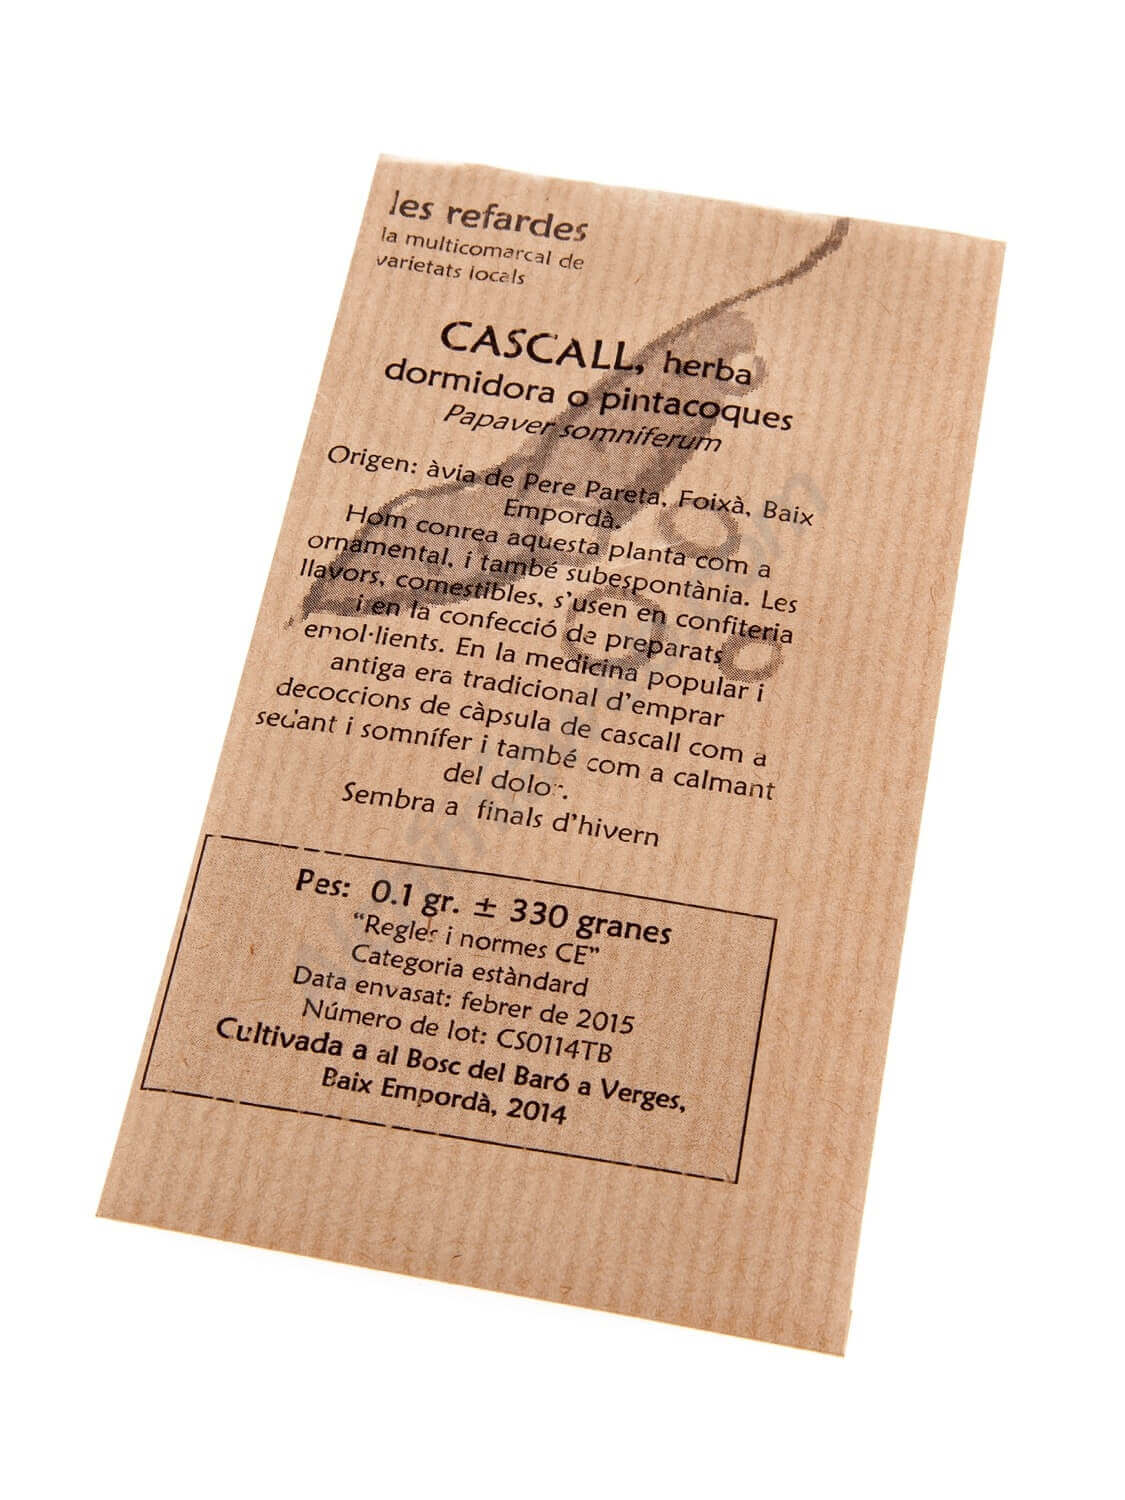 les refardes
la multicomarcal de
varietats locals
CASCALL, herba
dormidora o pintacoques
Papaver somniferum
Origen: àvia de Pere Pareta, Foixà, Baix
Empordà.
Hom conrea aquesta planta com a
ornamental, i també subespontània. Les
llavors, comestibles, s'usen en confiteria
i en la confecció de preparats
emol·lients. En la medicina popular i
antiga era tradicional d'emprar
decoccions de càpsula de cascall com a
sedant i somnífer i també com a calmant
del dolor.
Sembra a finals d'hivern
Pes: 0.1 gr. ± 330 granes
"Regles i normes CE"
Categoria estàndard
Data envasat: febrer de 2015
Número de lot: CS0114TB
Cultivada a al Bosc del Baró a Verges,
Baix Empordà, 2014